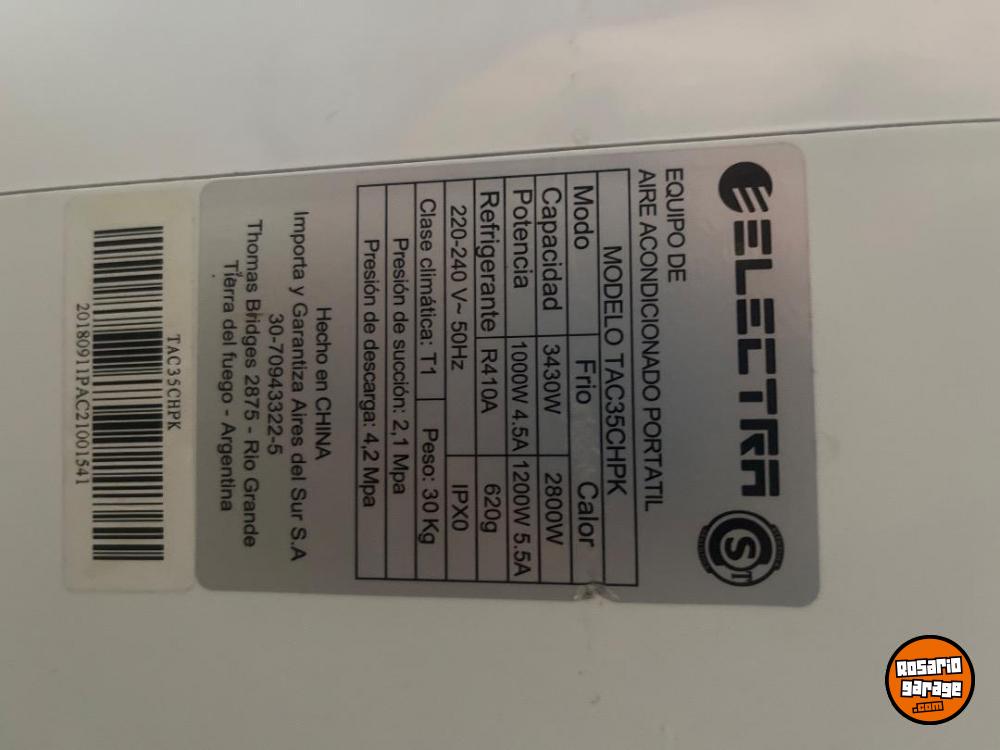 ELECTRA
ST
EQUIPO DE
AIRE ACONDICIONADO PORTATIL
MODELO TAC35CHPK
Modo Frio Calor
Capacidad 3430W 2800W
Potencia 1000W 4.5A 1200W 5.5A
Refrigerante R410A 620g
220-240 V~ 50Hz IPX0
Clase climática: T1 Peso: 30 Kg
Presión de succión: 2,1 Mpa
Presión de descarga: 4,2 Mpa
Hecho en CHINA
Importa y Garantiza Aires del Sur S.A
30-70943322-5
Thomas Bridges 2875 - Rio Grande
Tierra del fuego - Argentina
TAC35CHPK
20180911PAC21001541
Rosario
garage
.com